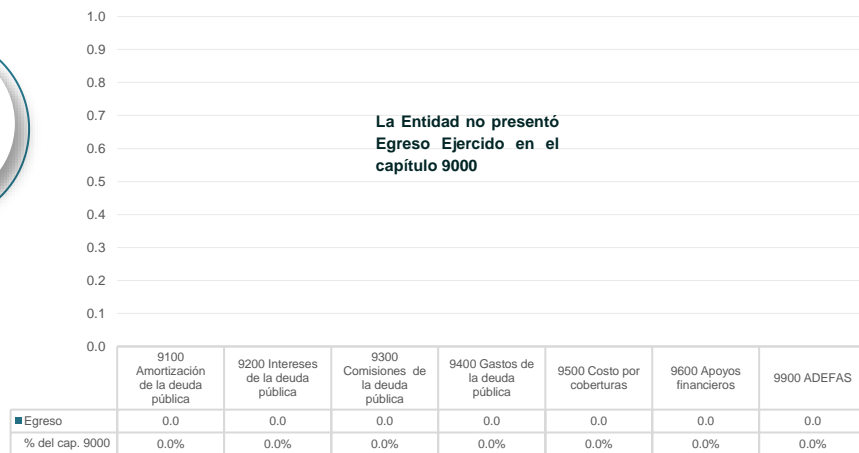 1.0
0.9
0.8
0.7
0.6
0.5
0.4
0.3
0.2
0.1
0.0
La Entidad no presentó
Egreso Ejercido en el
capítulo 9000
9100
Amortización
de la deuda
pública
9200 Intereses
de la deuda
pública
9300
Comisiones de
la deuda
pública
9400 Gastos de
la deuda
pública
9500 Costo por
coberturas
9600 Apoyos
financieros
9900 ADEFAS
Egreso 0.0 0.0 0.0 0.0 0.0 0.0 0.0
% del cap. 9000 0.0% 0.0% 0.0% 0.0% 0.0% 0.0% 0.0%